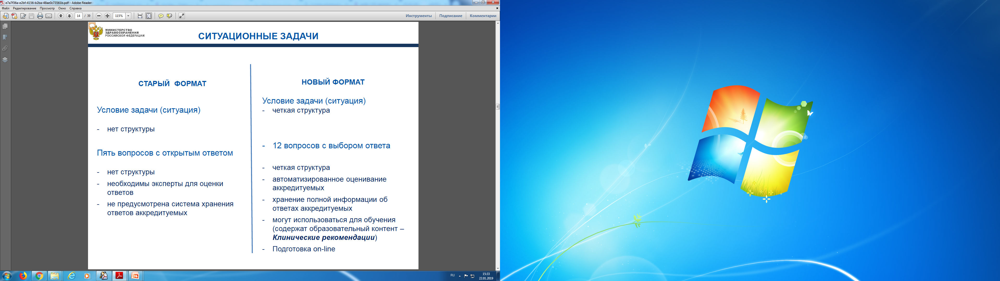 e7a7f36a-e2bf-4156-b2ba-48ae0c73561b.pdf - Adobe Reader
Файл Редактирование Просмотр Окно Справка
14 / 39 115% Инструменты Подписание Комментарии
МИНИСТЕРСТВО
ЗДРАВООХРАНЕНИЯ
РОССИЙСКОЙ ФЕДЕРАЦИИ
СИТУАЦИОННЫЕ ЗАДАЧИ
СТАРЫЙ ФОРМАТ
Условие задачи (ситуация)
- нет структуры
Пять вопросов с открытым ответом
- нет структуры
- необходимы эксперты для оценки
ответов
- не предусмотрена система хранения
ответов аккредитуемых
НОВЫЙ ФОРМАТ
Условие задачи (ситуация)
- четкая структура
- 12 вопросов с выбором ответа
- четкая структура
- автоматизированное оценивание
аккредитуемых
- хранение полной информации об
ответах аккредитуемых
- могут использоваться для обучения
(содержат образовательный контент –
Клинические рекомендации)
- Подготовка on-line
RU
15:33
22.01.2019